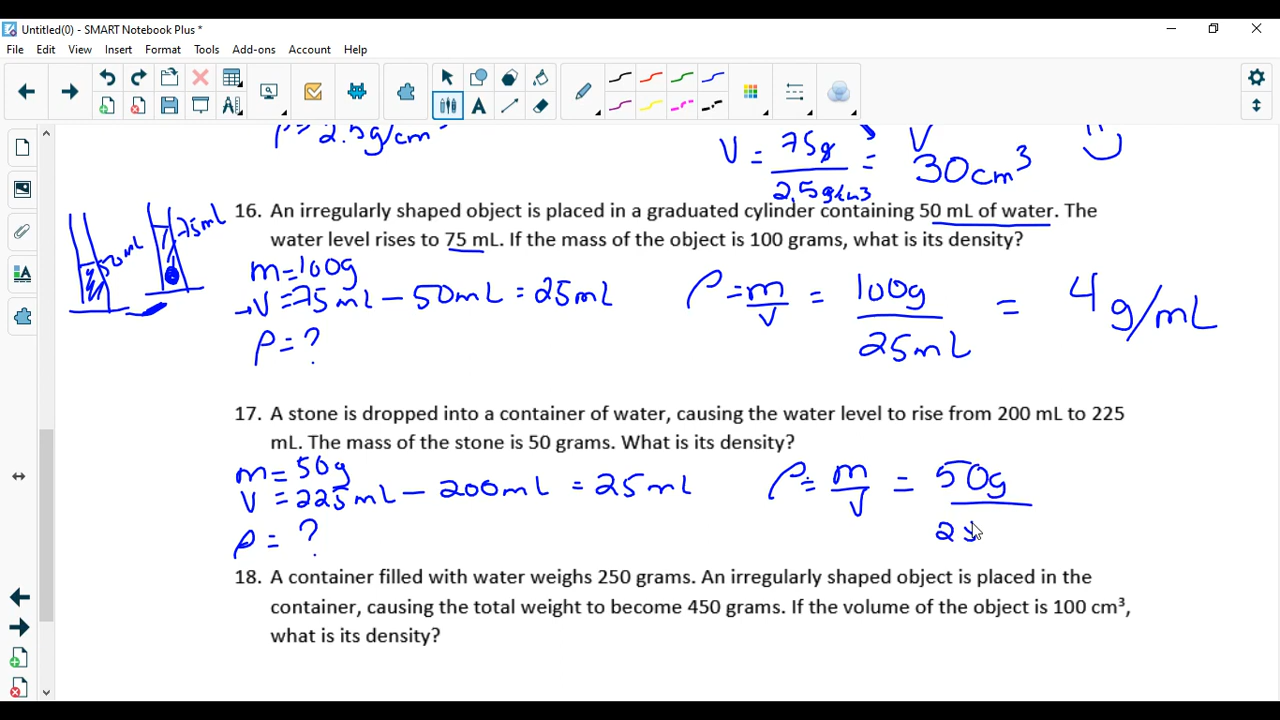 Untitled(0) - SMART Notebook Plus *
File Edit View Insert Format Tools Add-ons Account Help
ρ = 2.5g/cm³
V = 75g / 2.5g/cm3 = 30cm³
V
16. An irregularly shaped object is placed in a graduated cylinder containing 50 mL of water. The
water level rises to 75 mL. If the mass of the object is 100 grams, what is its density?
50mL
75mL
m=100g
→V = 75mL - 50mL = 25mL
ρ = ?
ρ = m/V = 100g / 25mL = 4g/mL
17. A stone is dropped into a container of water, causing the water level to rise from 200 mL to 225
mL. The mass of the stone is 50 grams. What is its density?
m = 50g
V = 225mL - 200mL = 25mL
ρ = ?
ρ = m/V = 50g / 25
18. A container filled with water weighs 250 grams. An irregularly shaped object is placed in the
container, causing the total weight to become 450 grams. If the volume of the object is 100 cm³,
what is its density?